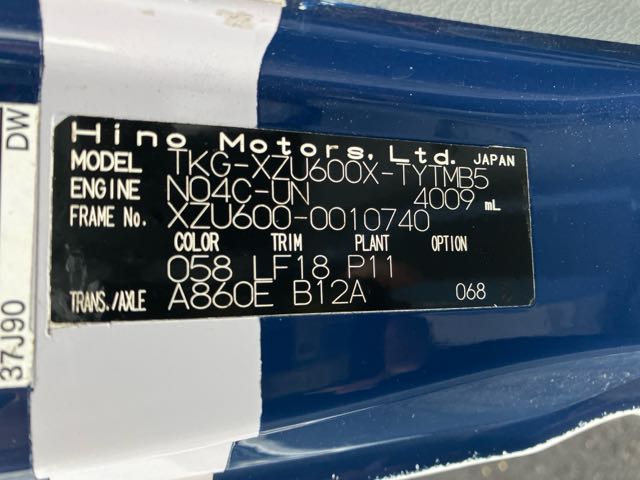 Hino Motors, Ltd. JAPAN
MODEL TKG-XZU600X-TYTMB5
ENGINE N04C-UN 4009 mL
FRAME No. XZU600-0010740
COLOR TRIM PLANT OPTION
058 LF18 P11
TRANS./AXLE A860E B12A 068
37J90 DW